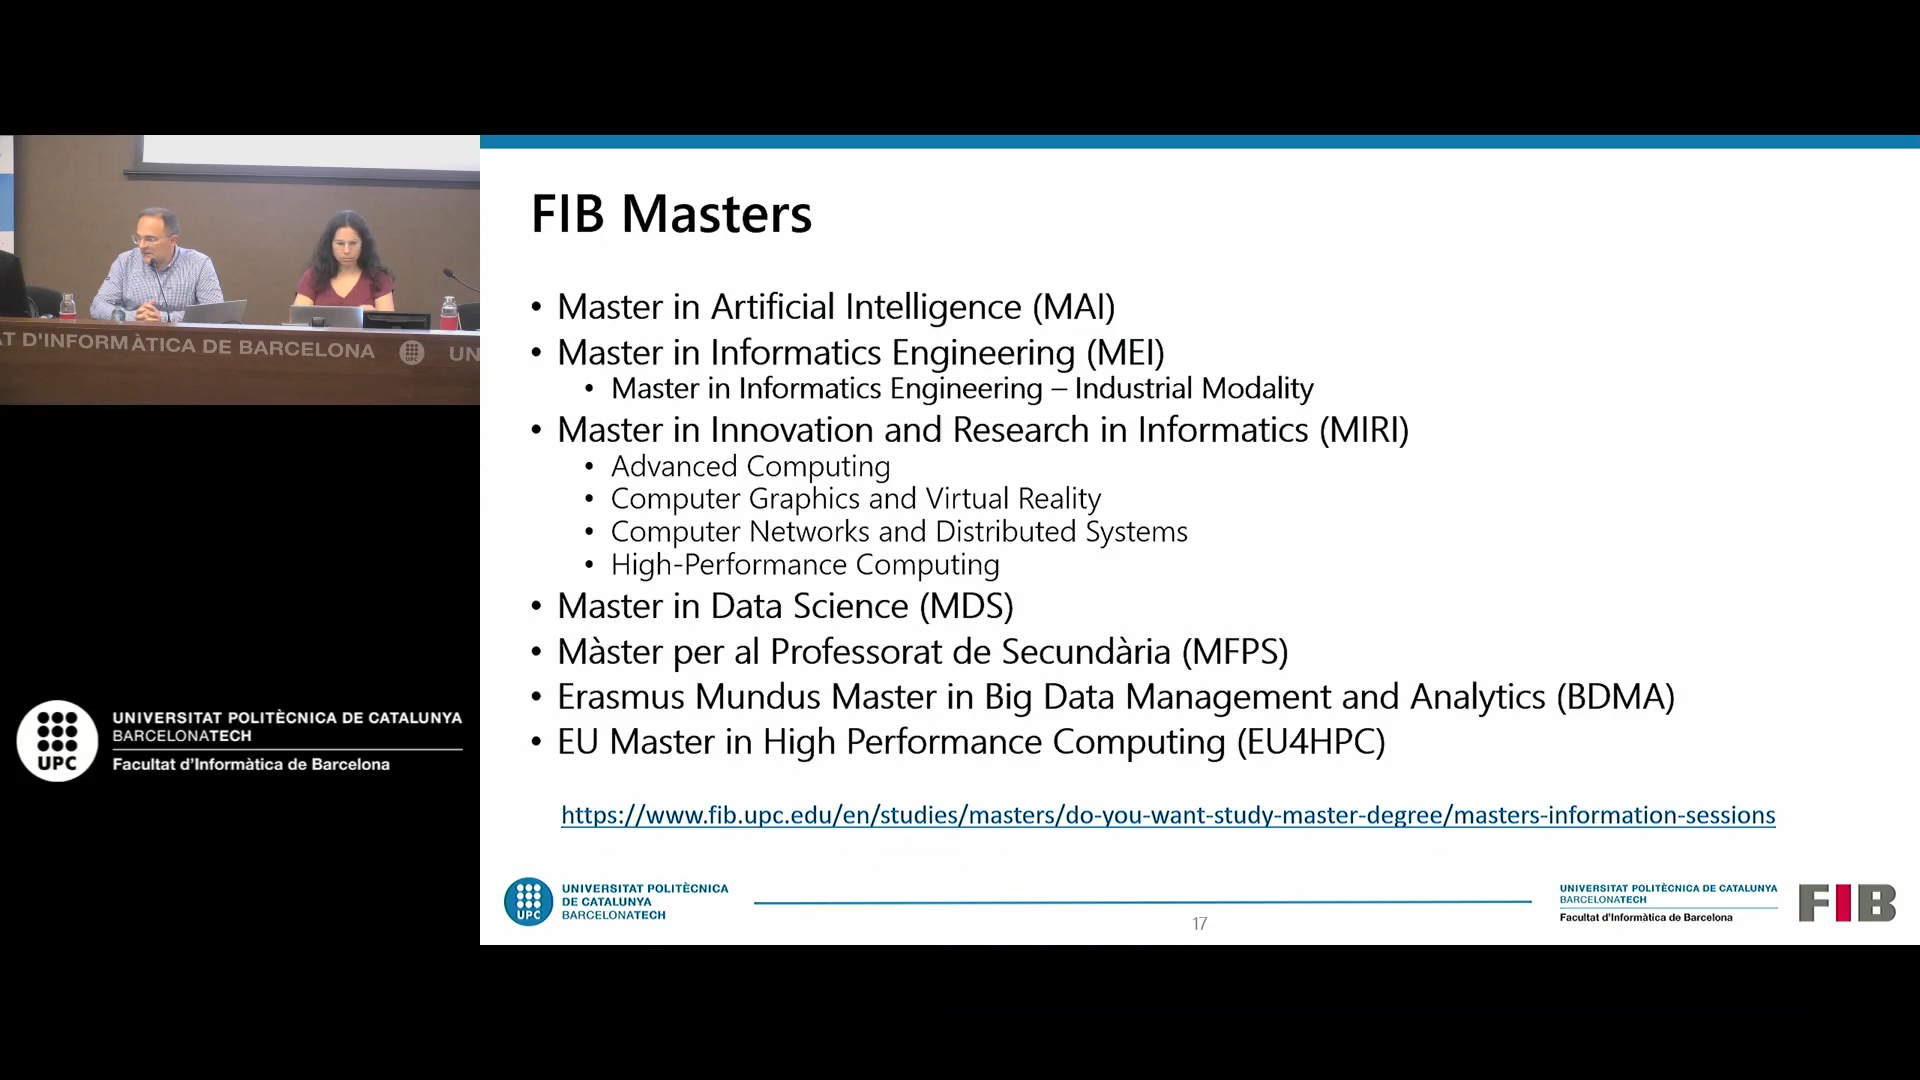 AT D'INFORMÀTICA DE BARCELONA
UPC
UN
UPC
UNIVERSITAT POLITÈCNICA DE CATALUNYA
BARCELONATECH
Facultat d'Informàtica de Barcelona
FIB Masters
• Master in Artificial Intelligence (MAI)
• Master in Informatics Engineering (MEI)
• Master in Informatics Engineering – Industrial Modality
• Master in Innovation and Research in Informatics (MIRI)
• Advanced Computing
• Computer Graphics and Virtual Reality
• Computer Networks and Distributed Systems
• High-Performance Computing
• Master in Data Science (MDS)
• Màster per al Professorat de Secundària (MFPS)
• Erasmus Mundus Master in Big Data Management and Analytics (BDMA)
• EU Master in High Performance Computing (EU4HPC)
https://www.fib.upc.edu/en/studies/masters/do-you-want-study-master-degree/masters-information-sessions
UPC
UNIVERSITAT POLITÈCNICA
DE CATALUNYA
BARCELONATECH
17
UNIVERSITAT POLITÈCNICA DE CATALUNYA
BARCELONATECH
Facultat d'Informàtica de Barcelona
FIB